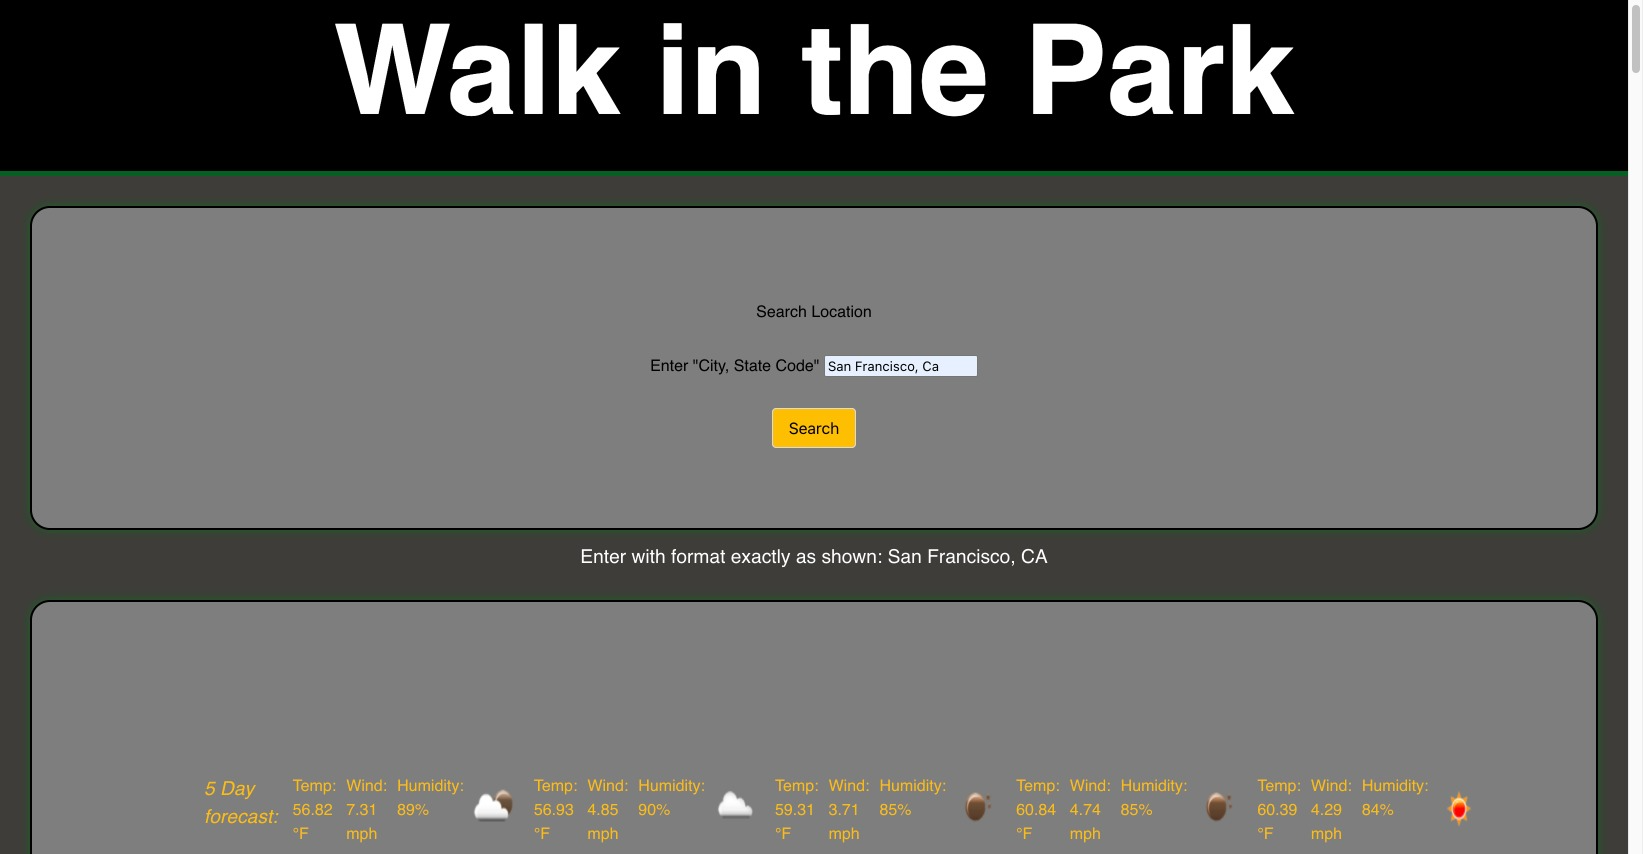 Walk in the Park
Search Location
Enter "City, State Code" San Francisco, Ca
Search
Enter with format exactly as shown: San Francisco, CA
5 Day
forecast:
Temp:
56.82
°F
Wind:
7.31
mph
Humidity:
89%
Temp:
56.93
°F
Wind:
4.85
mph
Humidity:
90%
Temp:
59.31
°F
Wind:
3.71
mph
Humidity:
85%
Temp:
60.84
°F
Wind:
4.74
mph
Humidity:
85%
Temp:
60.39
°F
Wind:
4.29
mph
Humidity:
84%